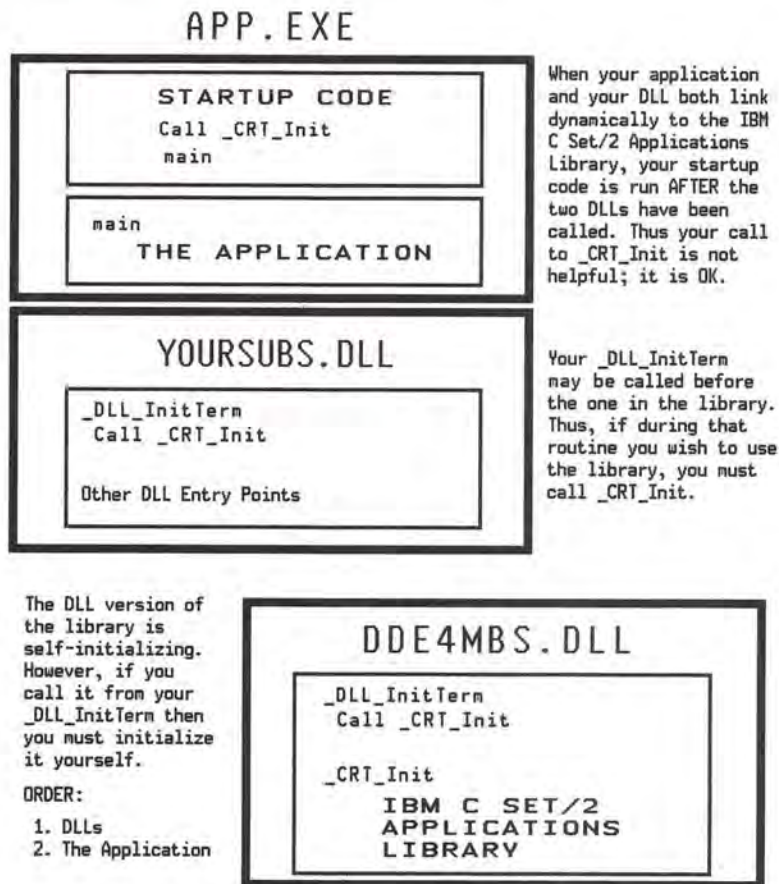 APP.EXE
STARTUP CODE
Call _CRT_Init
main
main
THE APPLICATION
When your application
and your DLL both link
dynamically to the IBM
C Set/2 Applications
Library, your startup
code is run AFTER the
two DLLs have been
called. Thus your call
to _CRT_Init is not
helpful; it is OK.
YOURSUBS.DLL
_DLL_InitTerm
Call _CRT_Init
Other DLL Entry Points
Your _DLL_InitTerm
may be called before
the one in the library.
Thus, if during that
routine you wish to use
the library, you must
call _CRT_Init.
The DLL version of
the library is
self-initializing.
However, if you
call it from your
_DLL_InitTerm then
you must initialize
it yourself.
ORDER:
1. DLLs
2. The Application
DDE4MBS.DLL
_DLL_InitTerm
Call _CRT_Init
_CRT_Init
IBM C SET/2
APPLICATIONS
LIBRARY